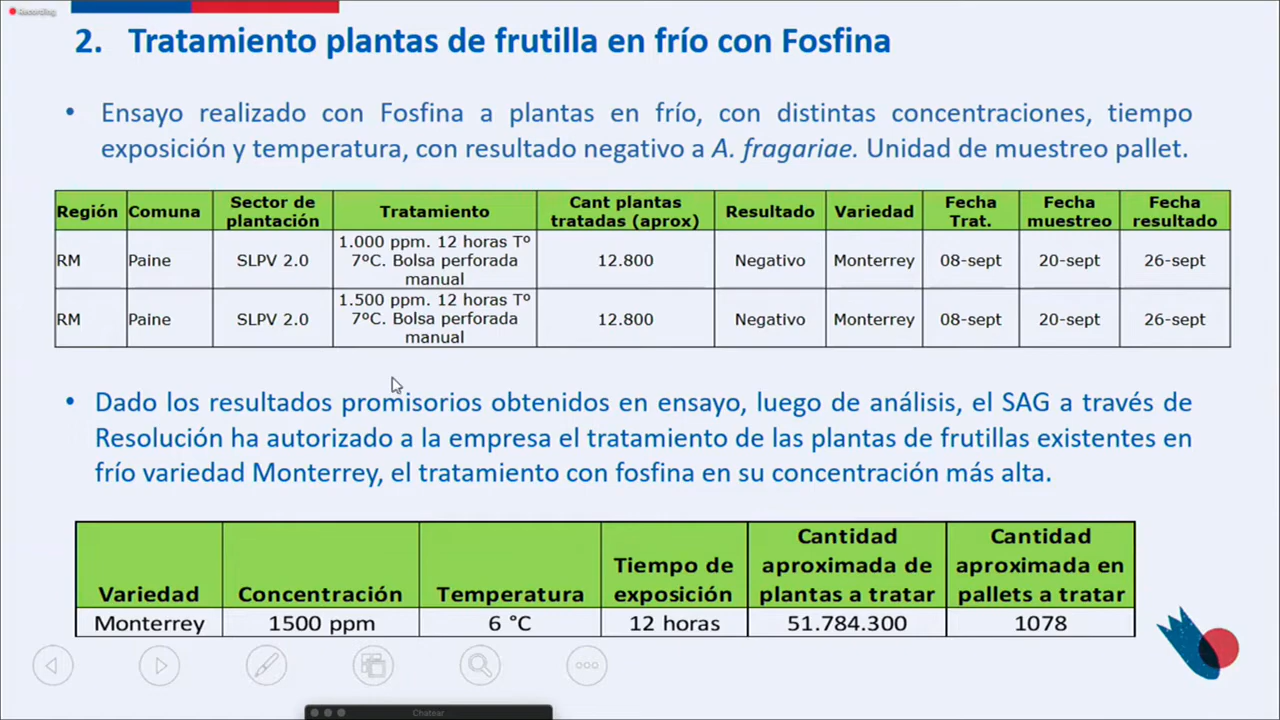 Recording
2. Tratamiento plantas de frutilla en frío con Fosfina
• Ensayo realizado con Fosfina a plantas en frío, con distintas concentraciones, tiempo
exposición y temperatura, con resultado negativo a A. fragariae. Unidad de muestreo pallet.
Región Comuna Sector de plantación Tratamiento Cant plantas tratadas (aprox) Resultado Variedad Fecha Trat. Fecha muestreo Fecha resultado
RM Paine SLPV 2.0 1.000 ppm. 12 horas Tº 7ºC. Bolsa perforada manual 12.800 Negativo Monterrey 08-sept 20-sept 26-sept
RM Paine SLPV 2.0 1.500 ppm. 12 horas Tº 7ºC. Bolsa perforada manual 12.800 Negativo Monterrey 08-sept 20-sept 26-sept
• Dado los resultados promisorios obtenidos en ensayo, luego de análisis, el SAG a través de
Resolución ha autorizado a la empresa el tratamiento de las plantas de frutillas existentes en
frío variedad Monterrey, el tratamiento con fosfina en su concentración más alta.
Variedad Concentración Temperatura Tiempo de exposición Cantidad aproximada de plantas a tratar Cantidad aproximada en pallets a tratar
Monterrey 1500 ppm 6 °C 12 horas 51.784.300 1078
Chatear